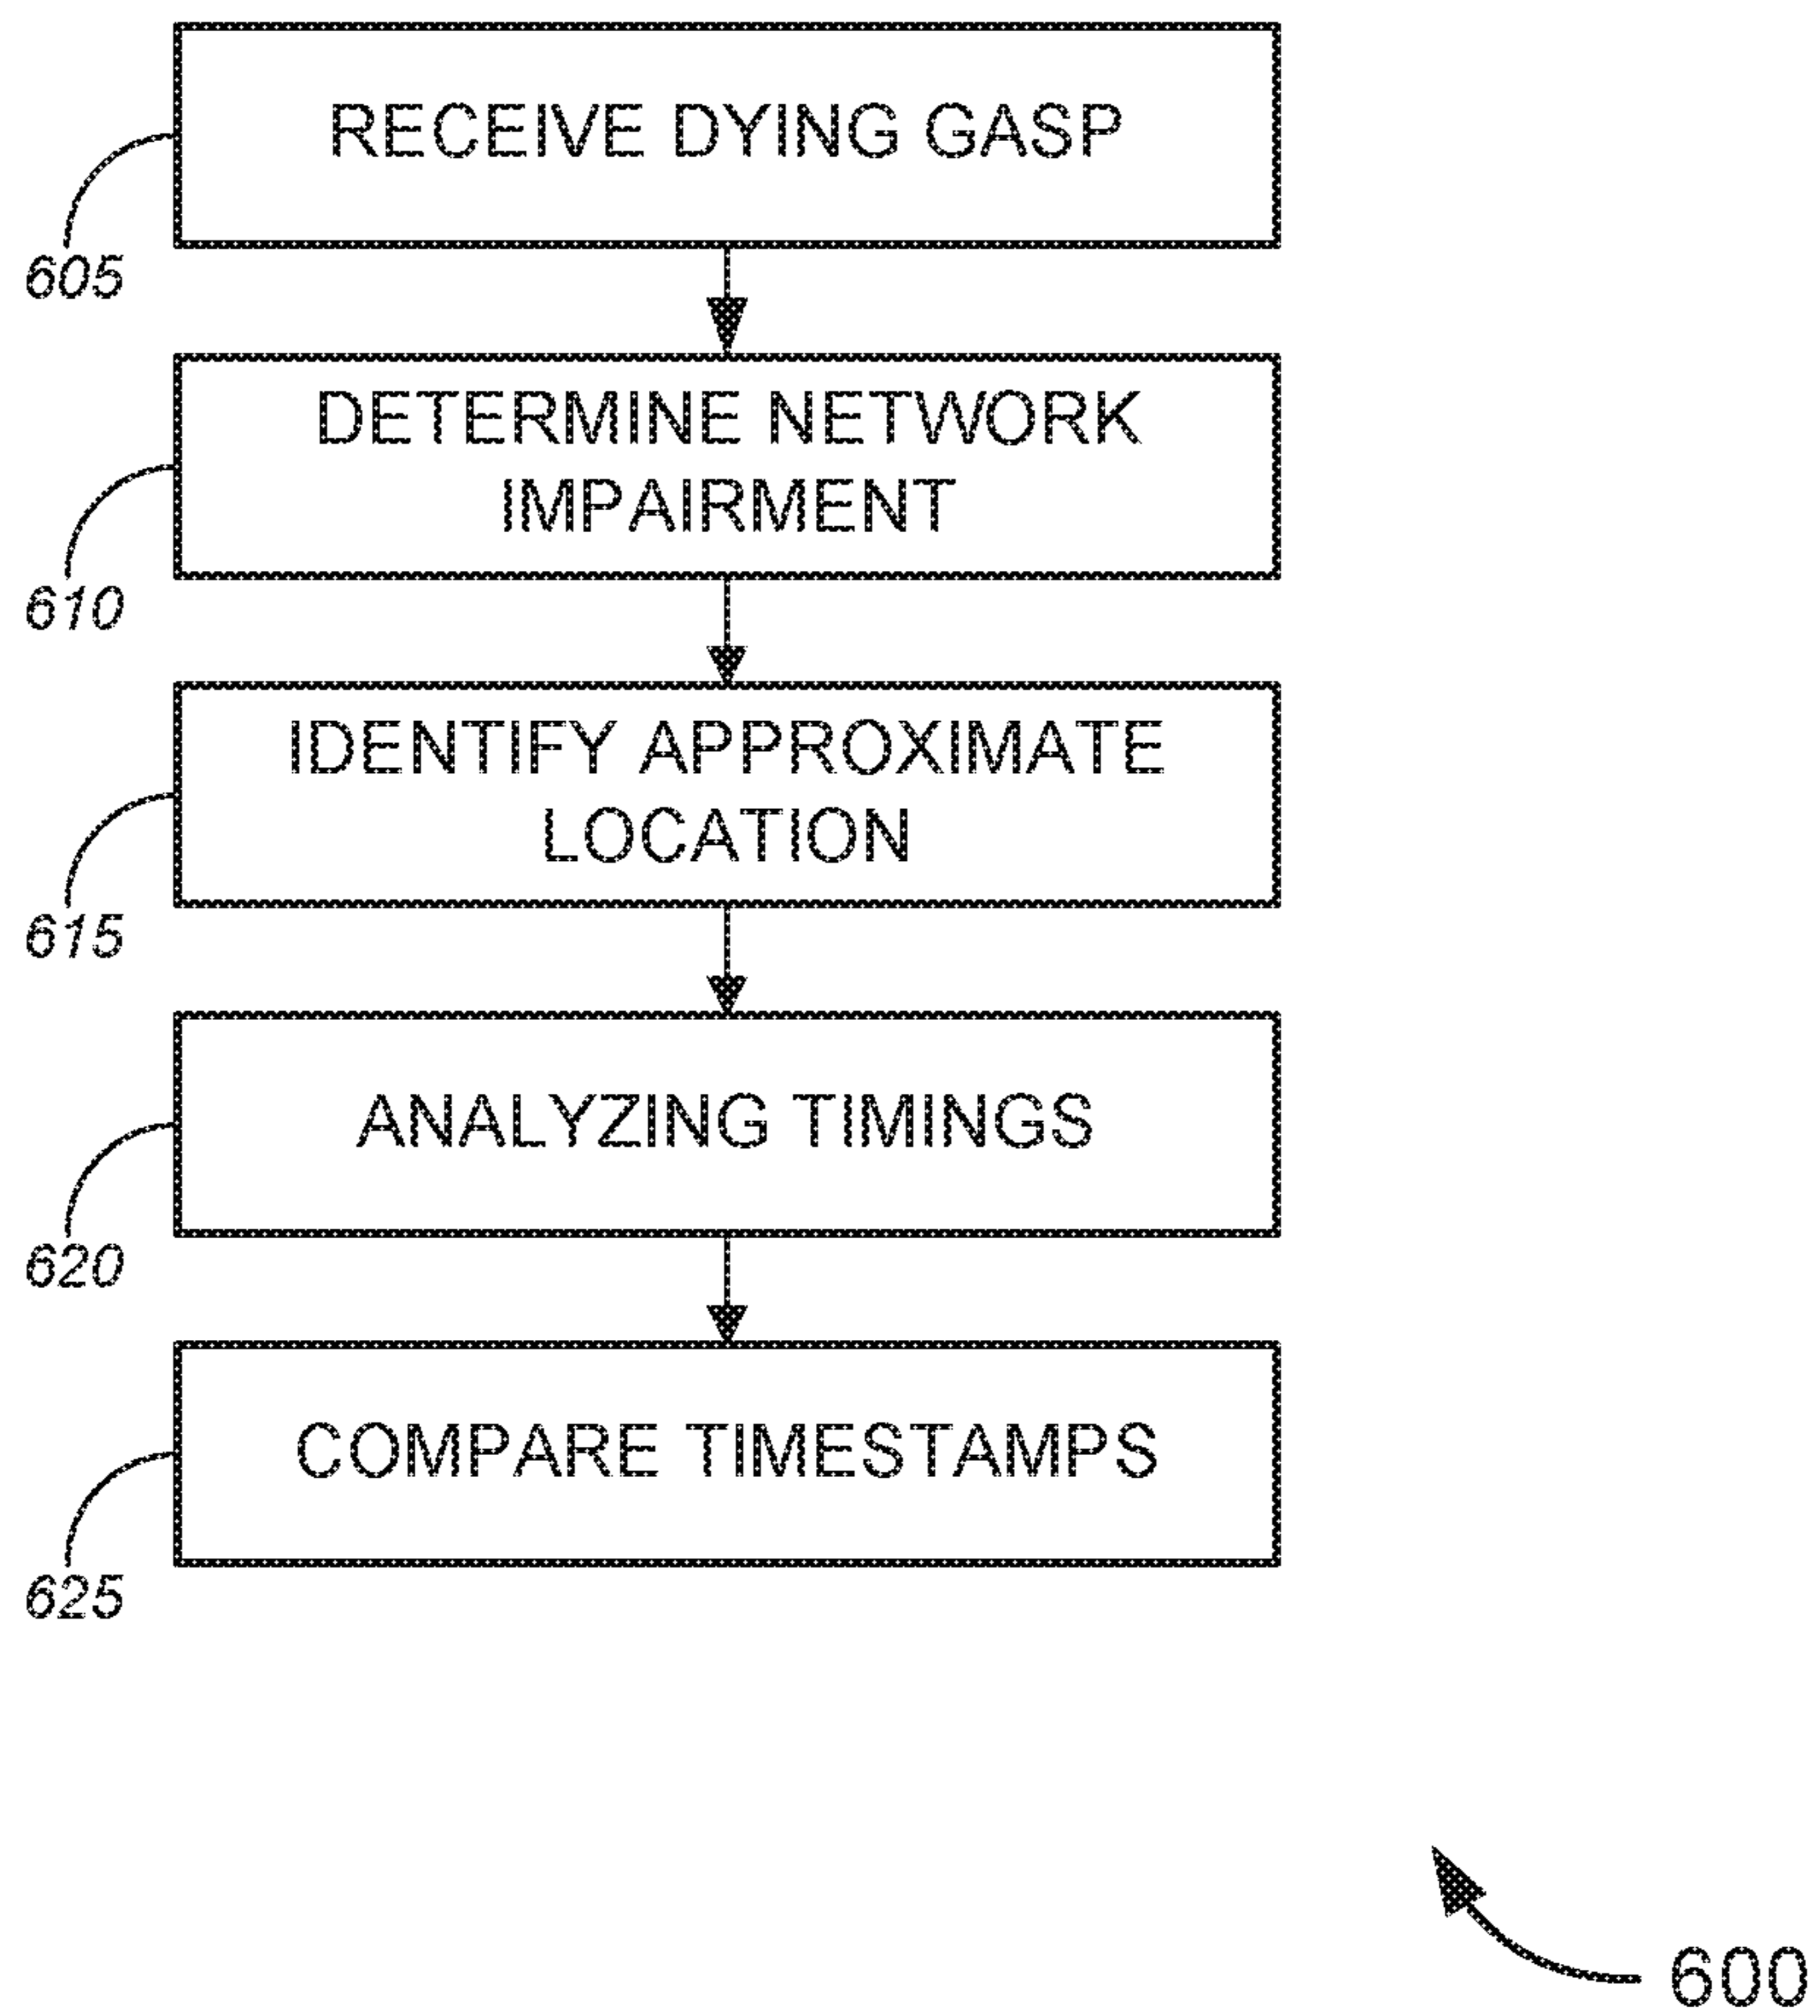 RECEIVE DYING GASP
605
DETERMINE NETWORK
IMPAIRMENT
610
IDENTIFY APPROXIMATE
LOCATION
615
ANALYZING TIMINGS
620
COMPARE TIMESTAMPS
625
600